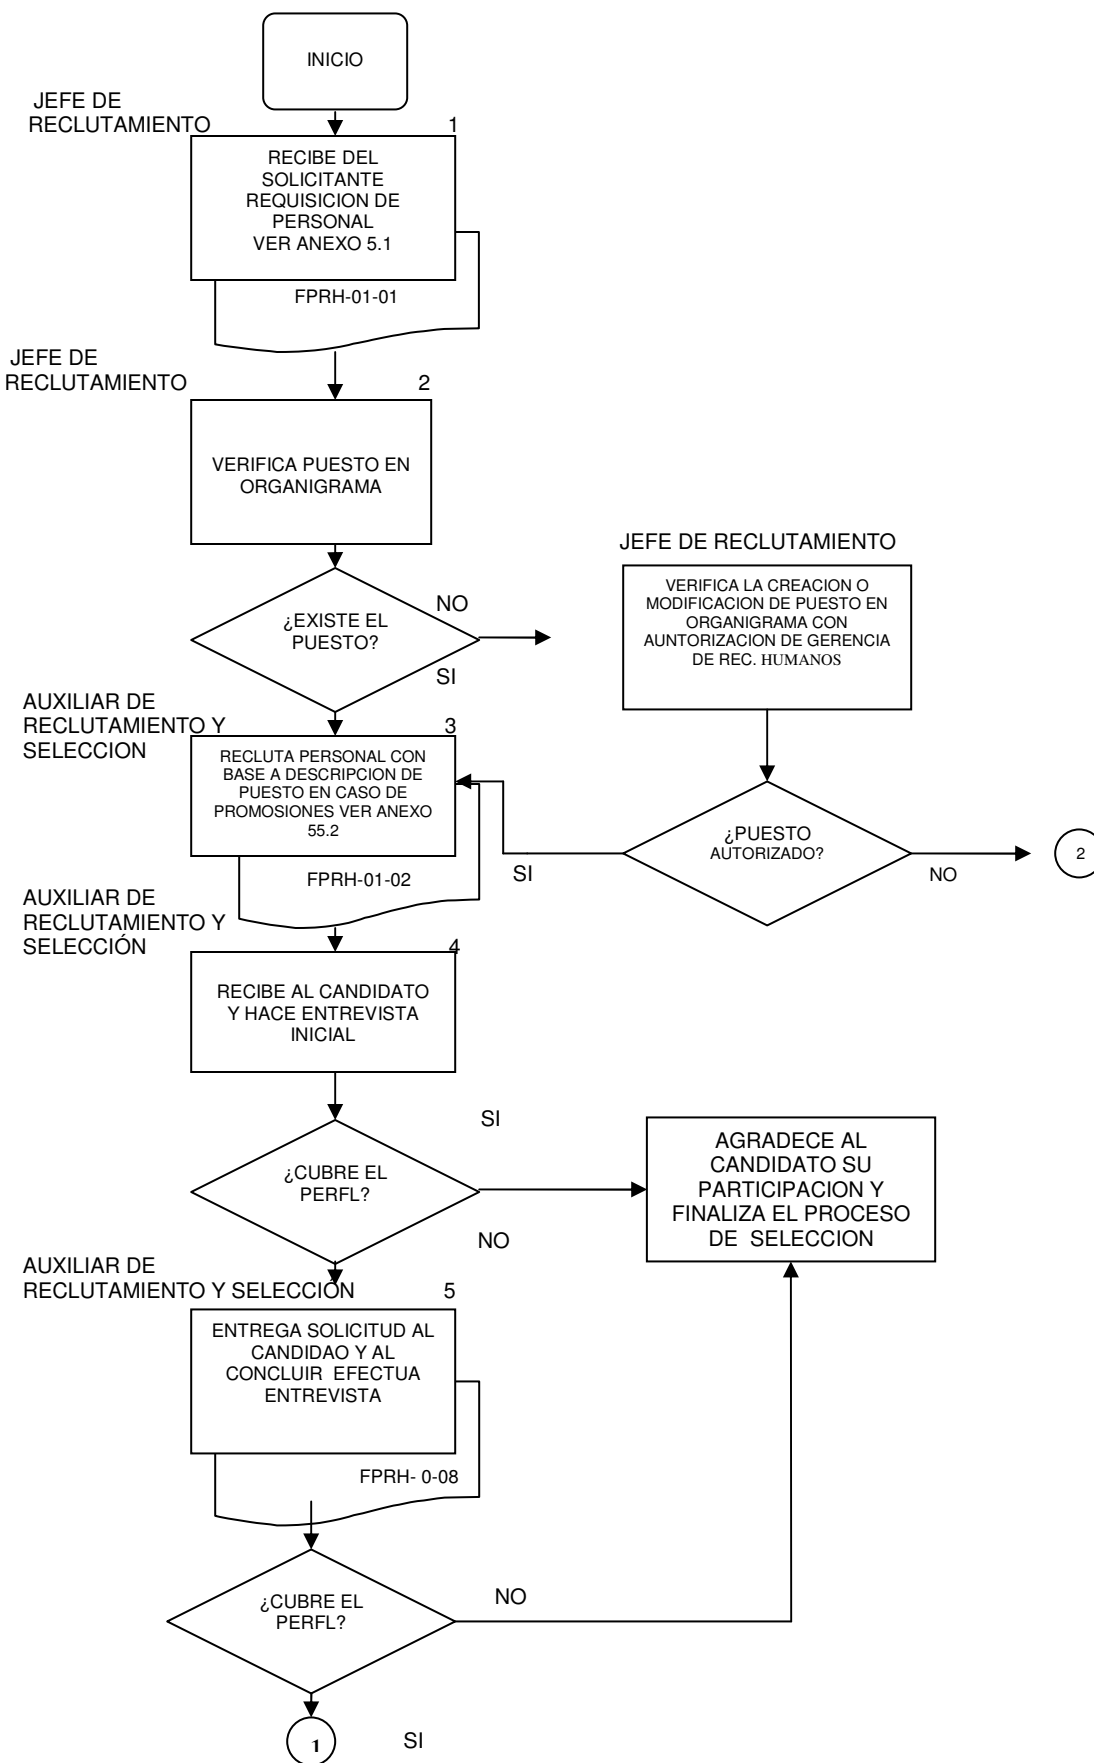 INICIO
JEFE DE
RECLUTAMIENTO
1
RECIBE DEL
SOLICITANTE
REQUISICION DE
PERSONAL
VER ANEXO 5.1
FPRH-01-01
JEFE DE
RECLUTAMIENTO
2
VERIFICA PUESTO EN
ORGANIGRAMA
JEFE DE RECLUTAMIENTO
VERIFICA LA CREACION O
MODIFICACION DE PUESTO EN
ORGANIGRAMA CON
AUNTORIZACION DE GERENCIA
DE REC. HUMANOS
¿EXISTE EL
PUESTO?
NO
SI
AUXILIAR DE
RECLUTAMIENTO Y
SELECCION
3
RECLUTA PERSONAL CON
BASE A DESCRIPCION DE
PUESTO EN CASO DE
PROMOSIONES VER ANEXO
55.2
FPRH-01-02
¿PUESTO
AUTORIZADO?
SI
NO
2
AUXILIAR DE
RECLUTAMIENTO Y
SELECCIÓN
4
RECIBE AL CANDIDATO
Y HACE ENTREVISTA
INICIAL
SI
¿CUBRE EL
PERFL?
NO
AGRADECE AL
CANDIDATO SU
PARTICIPACION Y
FINALIZA EL PROCESO
DE SELECCION
AUXILIAR DE
RECLUTAMIENTO Y SELECCIÓN
5
ENTREGA SOLICITUD AL
CANDIDAO Y AL
CONCLUIR EFECTUA
ENTREVISTA
FPRH- 0-08
¿CUBRE EL
PERFL?
NO
1
SI